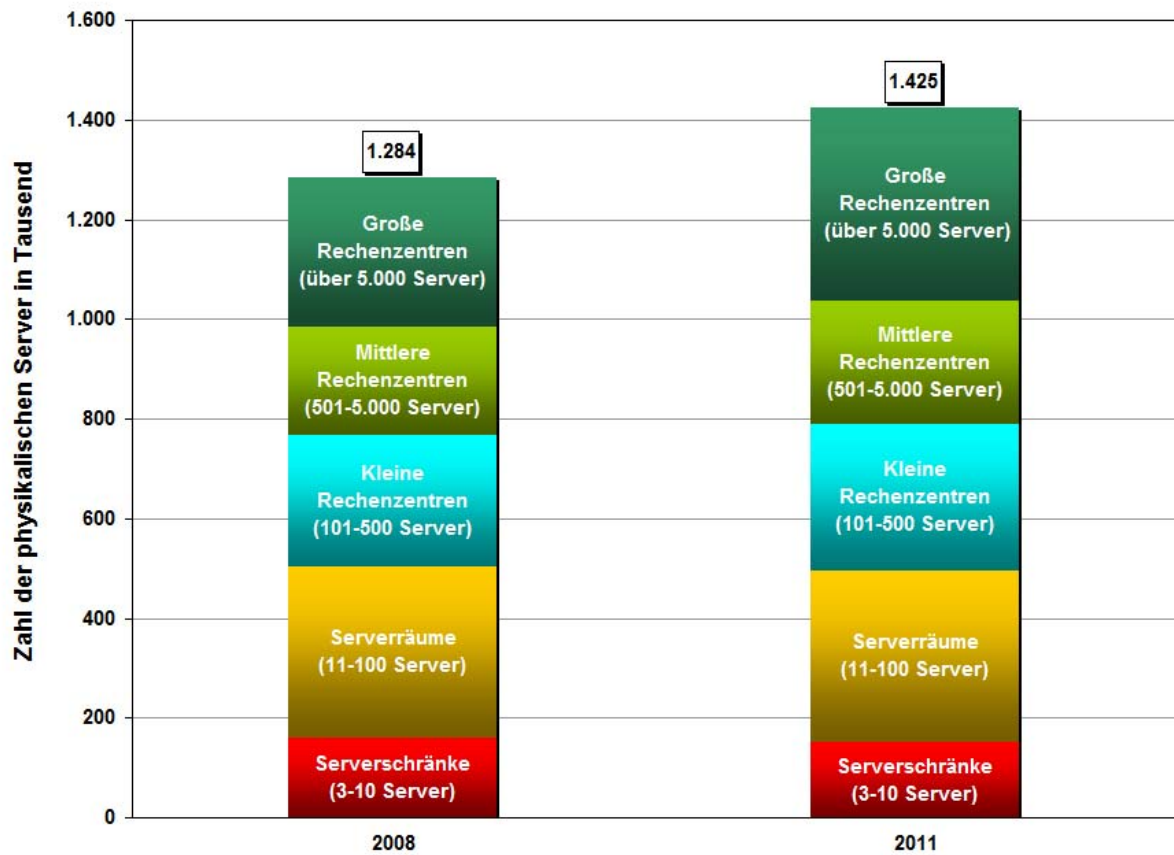 Zahl der physikalischen Server in Tausend
1.600
1.400
1.200
1.000
800
600
400
200
0
1.284
Große
Rechenzentren
(über 5.000 Server)
Mittlere
Rechenzentren
(501-5.000 Server)
Kleine
Rechenzentren
(101-500 Server)
Serverräume
(11-100 Server)
Serverschränke
(3-10 Server)
2008
1.425
Große
Rechenzentren
(über 5.000 Server)
Mittlere
Rechenzentren
(501-5.000 Server)
Kleine
Rechenzentren
(101-500 Server)
Serverräume
(11-100 Server)
Serverschränke
(3-10 Server)
2011